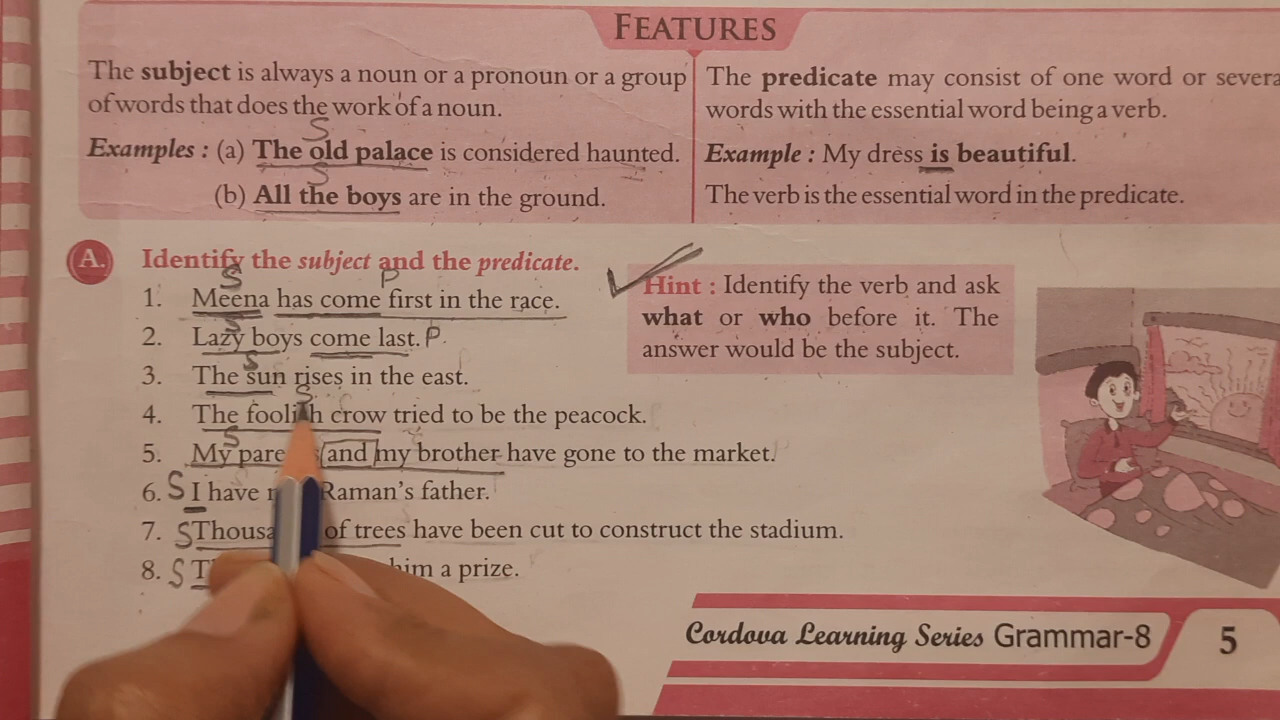 FEATURES
The subject is always a noun or a pronoun or a group
of words that does the work of a noun.
S
Examples : (a) The old palace is considered haunted.
S
(b) All the boys are in the ground.
The predicate may consist of one word or severa
words with the essential word being a verb.
Example : My dress is beautiful.
The verb is the essential word in the predicate.
A. Identify the subject and the predicate.
S P
1. Meena has come first in the race.
S
2. Lazy boys come last. P.
S
3. The sun rises in the east.
S
4. The foolish crow tried to be the peacock.
S
5. My and my brother have gone to the market.
6. S I have Raman's father.
7. S of trees have been cut to construct the stadium.
8. S him a prize.
Hint : Identify the verb and ask
what or who before it. The
answer would be the subject.
Cordova Learning Series Grammar-8 5